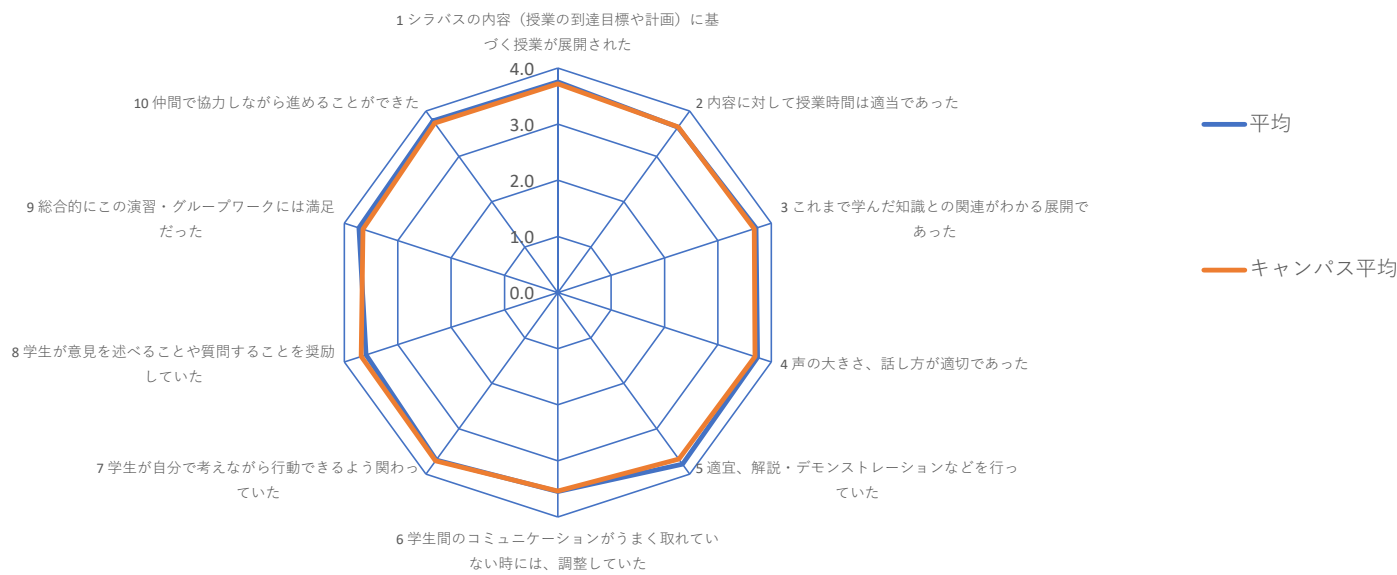 1 シラバスの内容（授業の到達目標や計画）に基
づく授業が展開された
4.0
3.0
2.0
1.0
0.0
2 内容に対して授業時間は適当であった
3 これまで学んだ知識との関連がわかる展開で
あった
4 声の大きさ、話し方が適切であった
5 適宜、解説・デモンストレーションなどを行っ
ていた
6 学生間のコミュニケーションがうまく取れてい
ない時には、調整していた
7 学生が自分で考えながら行動できるよう関わっ
ていた
8 学生が意見を述べることや質問することを奨励
していた
9 総合的にこの演習・グループワークには満足
だった
10 仲間で協力しながら進めることができた
平均
キャンパス平均